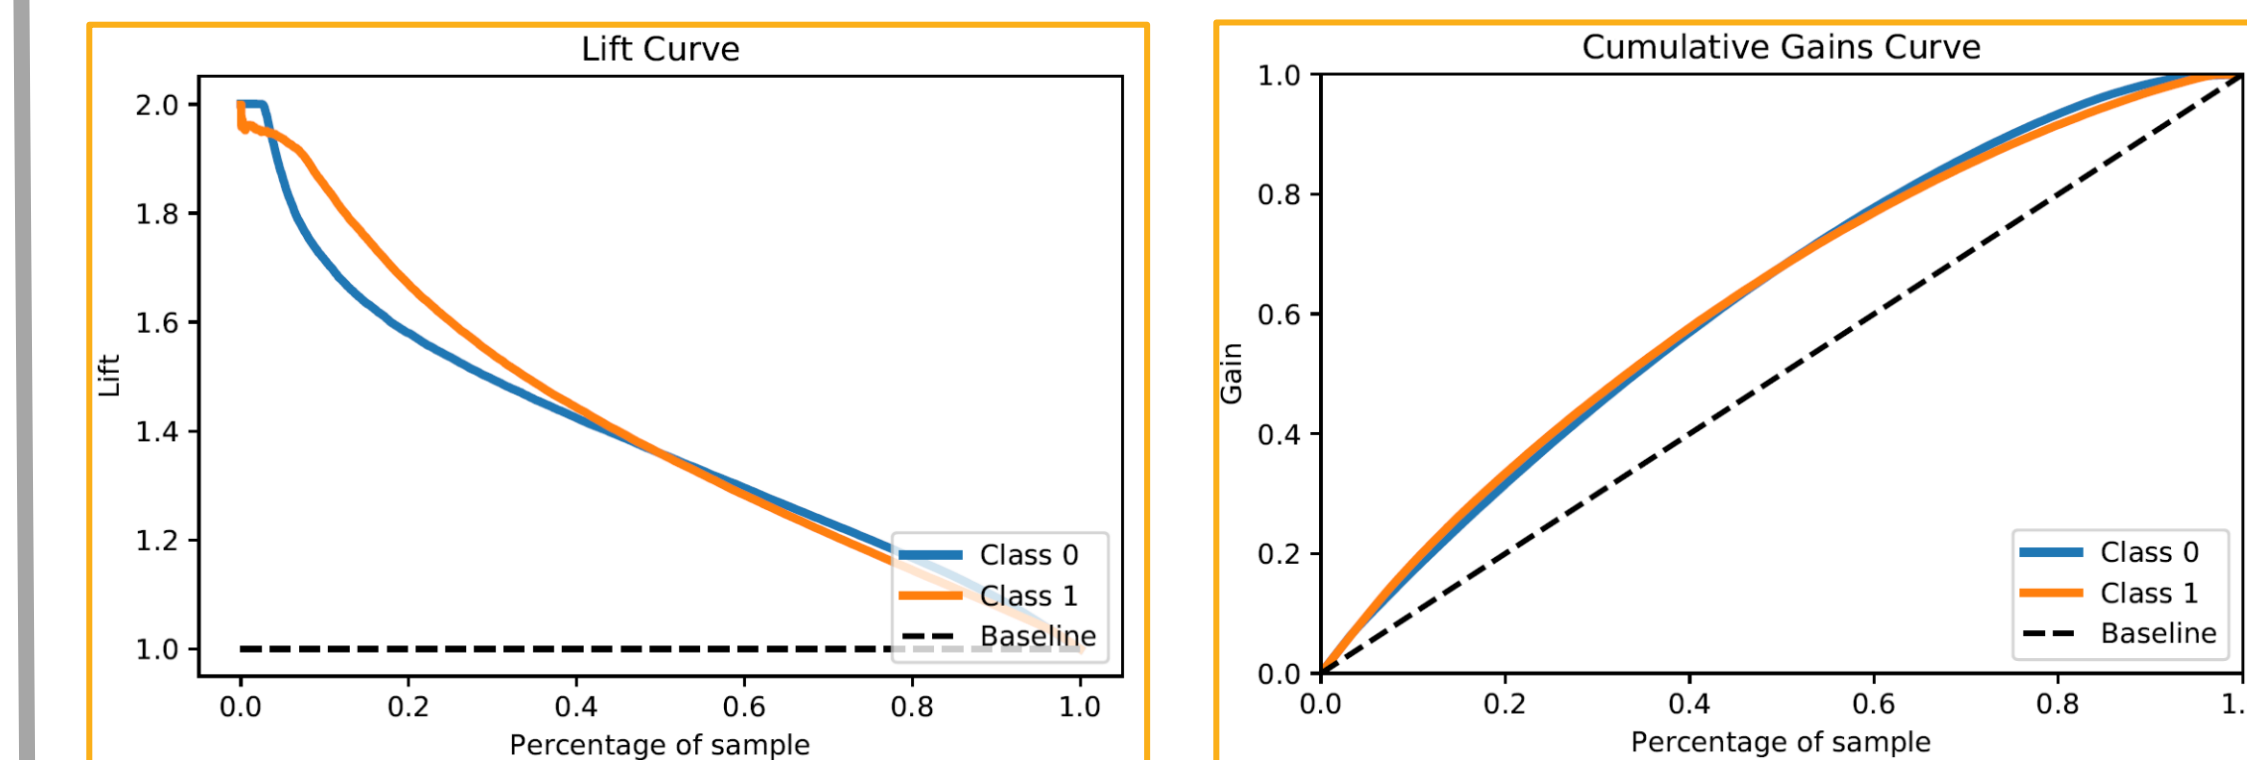 Lift Curve
2.0
1.8
1.6
1.4
1.2
1.0
Lift
0.0 0.2 0.4 0.6 0.8 1.0
Percentage of sample
Class 0
Class 1
Baseline
Cumulative Gains Curve
1.0
0.8
0.6
0.4
0.2
0.0
Gain
0.0 0.2 0.4 0.6 0.8 1.
Percentage of sample
Class 0
Class 1
Baseline